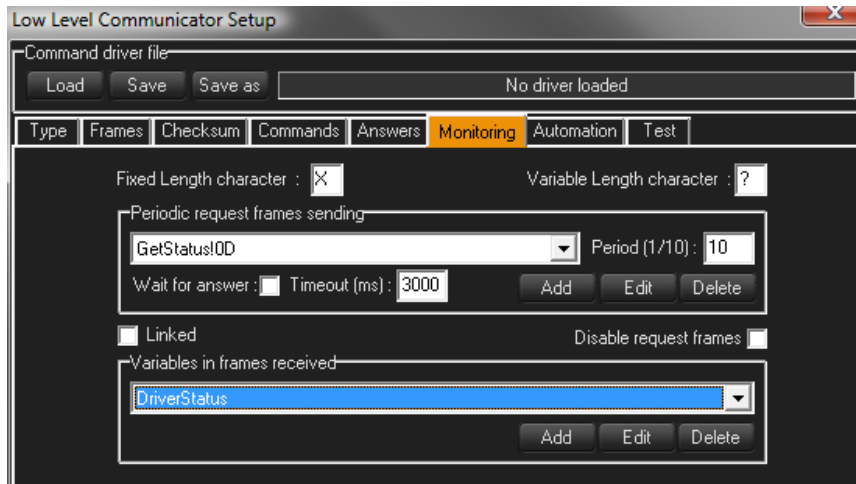 Low Level Communicator Setup
Command driver file
Load Save Save as No driver loaded
Type Frames Checksum Commands Answers Monitoring Automation Test
Fixed Length character : X Variable Length character : ?
Periodic request frames sending
GetStatus!0D Period (1/10) : 10
Wait for answer : Timeout (ms) : 3000 Add Edit Delete
Linked Disable request frames
Variables in frames received
DriverStatus
Add Edit Delete